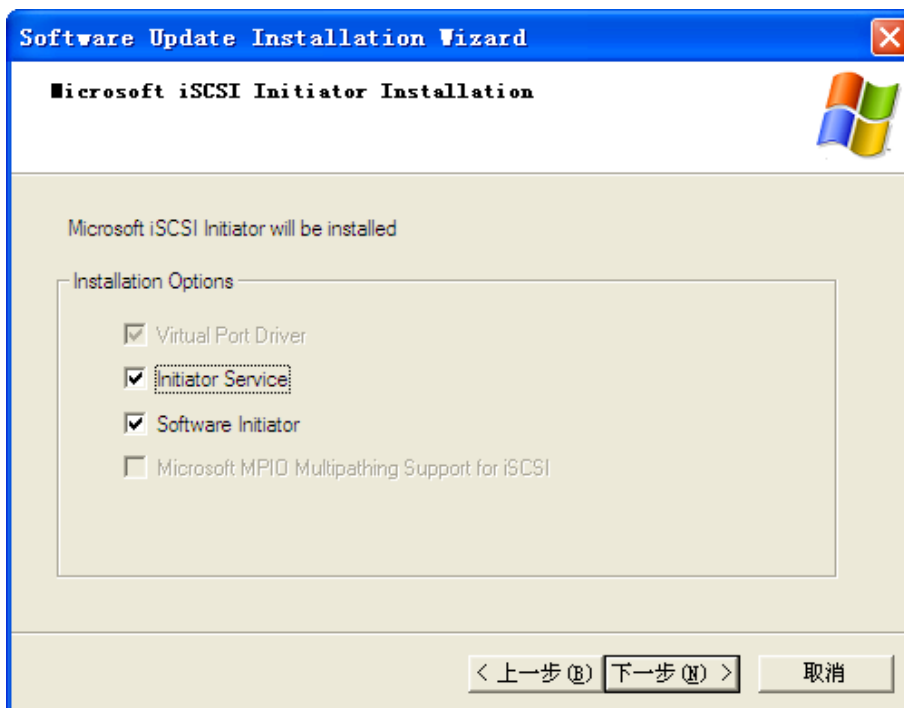 Software Update Installation Wizard
Microsoft iSCSI Initiator Installation
Microsoft iSCSI Initiator will be installed
Installation Options
Virtual Port Driver
Initiator Service
Software Initiator
Microsoft MPIO Multipathing Support for iSCSI
< 上一步(B) 下一步(N) > 取消